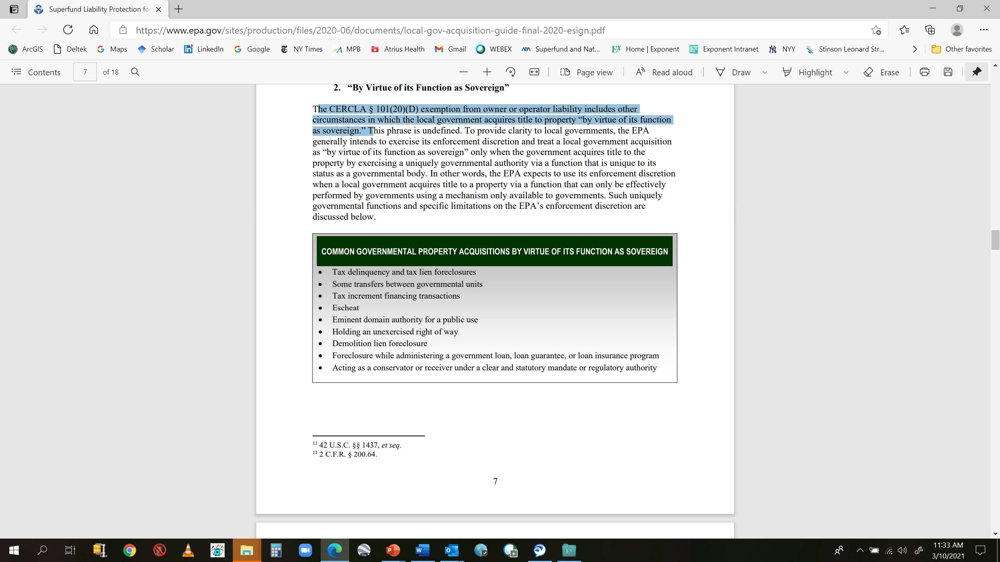 Superfund Liability Protection fo
https://www.epa.gov/sites/production/files/2020-06/documents/local-gov-acquisition-guide-final-2020-esign.pdf
ArcGIS Deltek Maps Scholar LinkedIn Google NY Times MPB Atrius Health Gmail WEBEX ABA Superfund and Nat... Ex Home | Exponent Exponent Intranet NYY Stinson Leonard Str... Other favorites
Contents 7 of 18 Page view Read aloud Draw Highlight Erase
2. “By Virtue of its Function as Sovereign”
The CERCLA § 101(20)(D) exemption from owner or operator liability includes other
circumstances in which the local government acquires title to property “by virtue of its function
as sovereign.” This phrase is undefined. To provide clarity to local governments, the EPA
generally intends to exercise its enforcement discretion and treat a local government acquisition
as “by virtue of its function as sovereign” only when the government acquires title to the
property by exercising a uniquely governmental authority via a function that is unique to its
status as a governmental body. In other words, the EPA expects to use its enforcement discretion
when a local government acquires title to a property via a function that can only be effectively
performed by governments using a mechanism only available to governments. Such uniquely
governmental functions and specific limitations on the EPA’s enforcement discretion are
discussed below.
COMMON GOVERNMENTAL PROPERTY ACQUISITIONS BY VIRTUE OF ITS FUNCTION AS SOVEREIGN
• Tax delinquency and tax lien foreclosures
• Some transfers between governmental units
• Tax increment financing transactions
• Escheat
• Eminent domain authority for a public use
• Holding an unexercised right of way
• Demolition lien foreclosure
• Foreclosure while administering a government loan, loan guarantee, or loan insurance program
• Acting as a conservator or receiver under a clear and statutory mandate or regulatory authority
11 42 U.S.C. §§ 1437, et seq.
12 2 C.F.R. § 200.64.
7
Pro
11:33 AM
3/10/2021